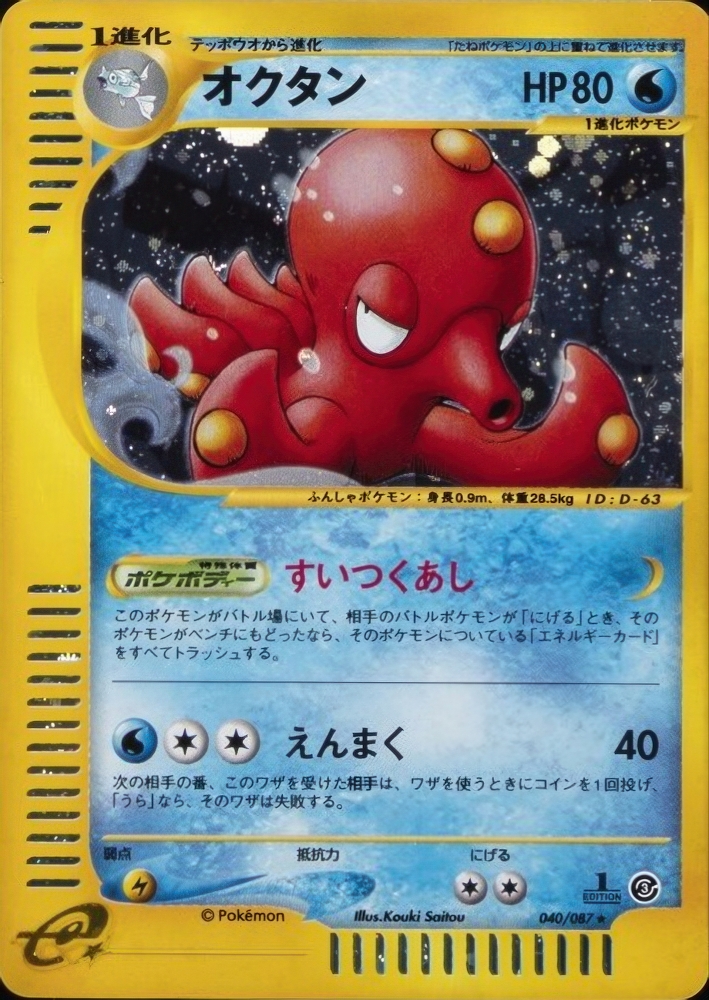 1進化
テッポウオから進化
「たねポケモン」の上に重ねて進化させます。
オクタン
HP 80
1進化ポケモン
ふんしゃポケモン：身長0.9m、体重28.5kg ID：D-63
特殊体質
ポケボディー
すいつくあし
このポケモンがバトル場にいて、相手のバトルポケモンが「にげる」とき、その
ポケモンがベンチにもどったなら、そのポケモンについている「エネルギーカード」
をすべてトラッシュする。
えんまく
40
次の相手の番、このワザを受けた相手は、ワザを使うときにコインを1回投げ、
「うら」なら、そのワザは失敗する。
弱点
抵抗力
にげる
1
EDITION
3
© Pokémon
Illus.Kouki Saitou
040/087 ★
e